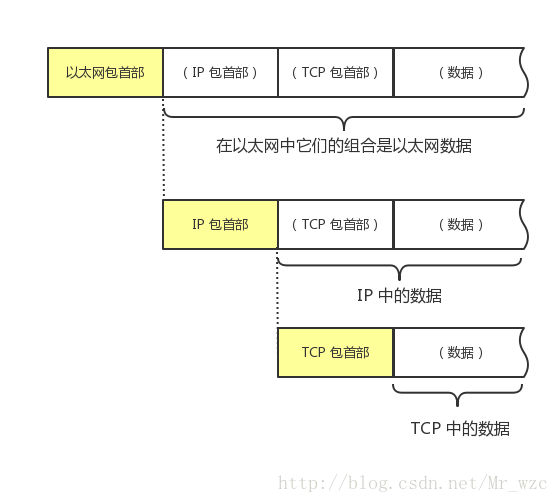 以太网包首部 （IP 包首部） （TCP 包首部） （数据）
在以太网中它们的组合是以太网数据
IP 包首部 （TCP 包首部） （数据）
IP 中的数据
TCP 包首部 （数据）
TCP 中的数据
http://blog.csdn.net/Mr_wzc